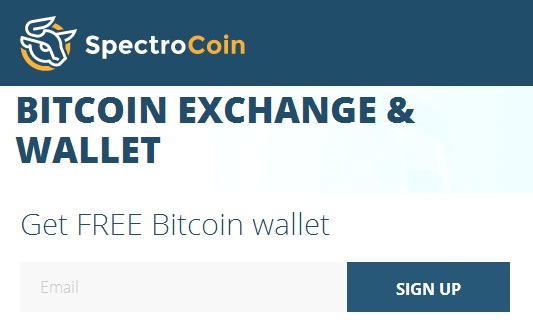 SpectroCoin
BITCOIN EXCHANGE &
WALLET
Get FREE Bitcoin wallet
Email
SIGN UP